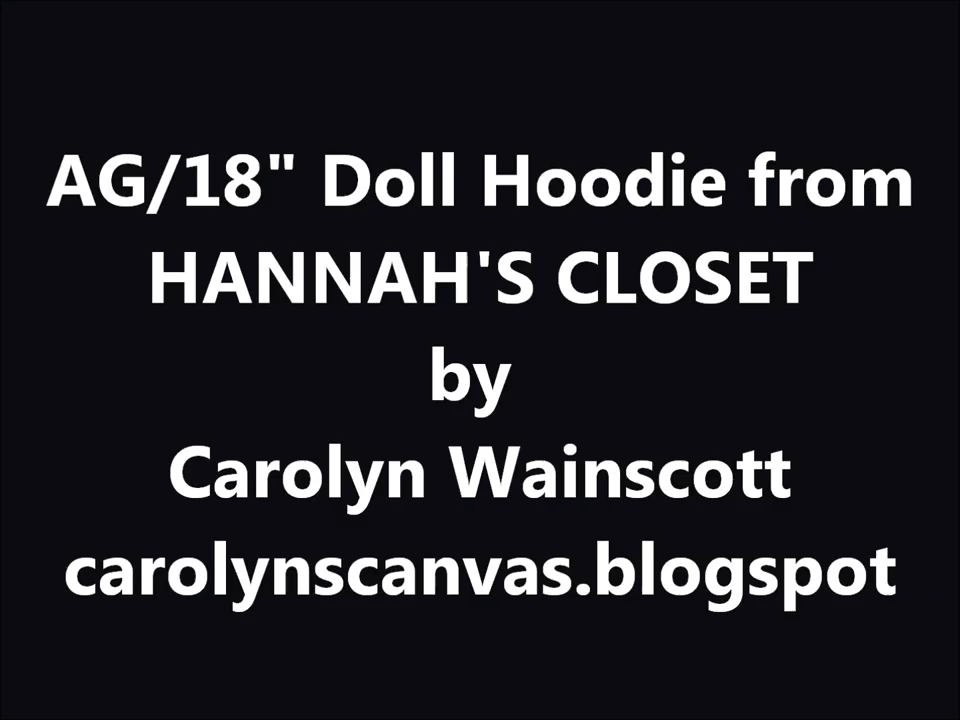 AG/18" Doll Hoodie from
HANNAH'S CLOSET
by
Carolyn Wainscott
carolynscanvas.blogspot